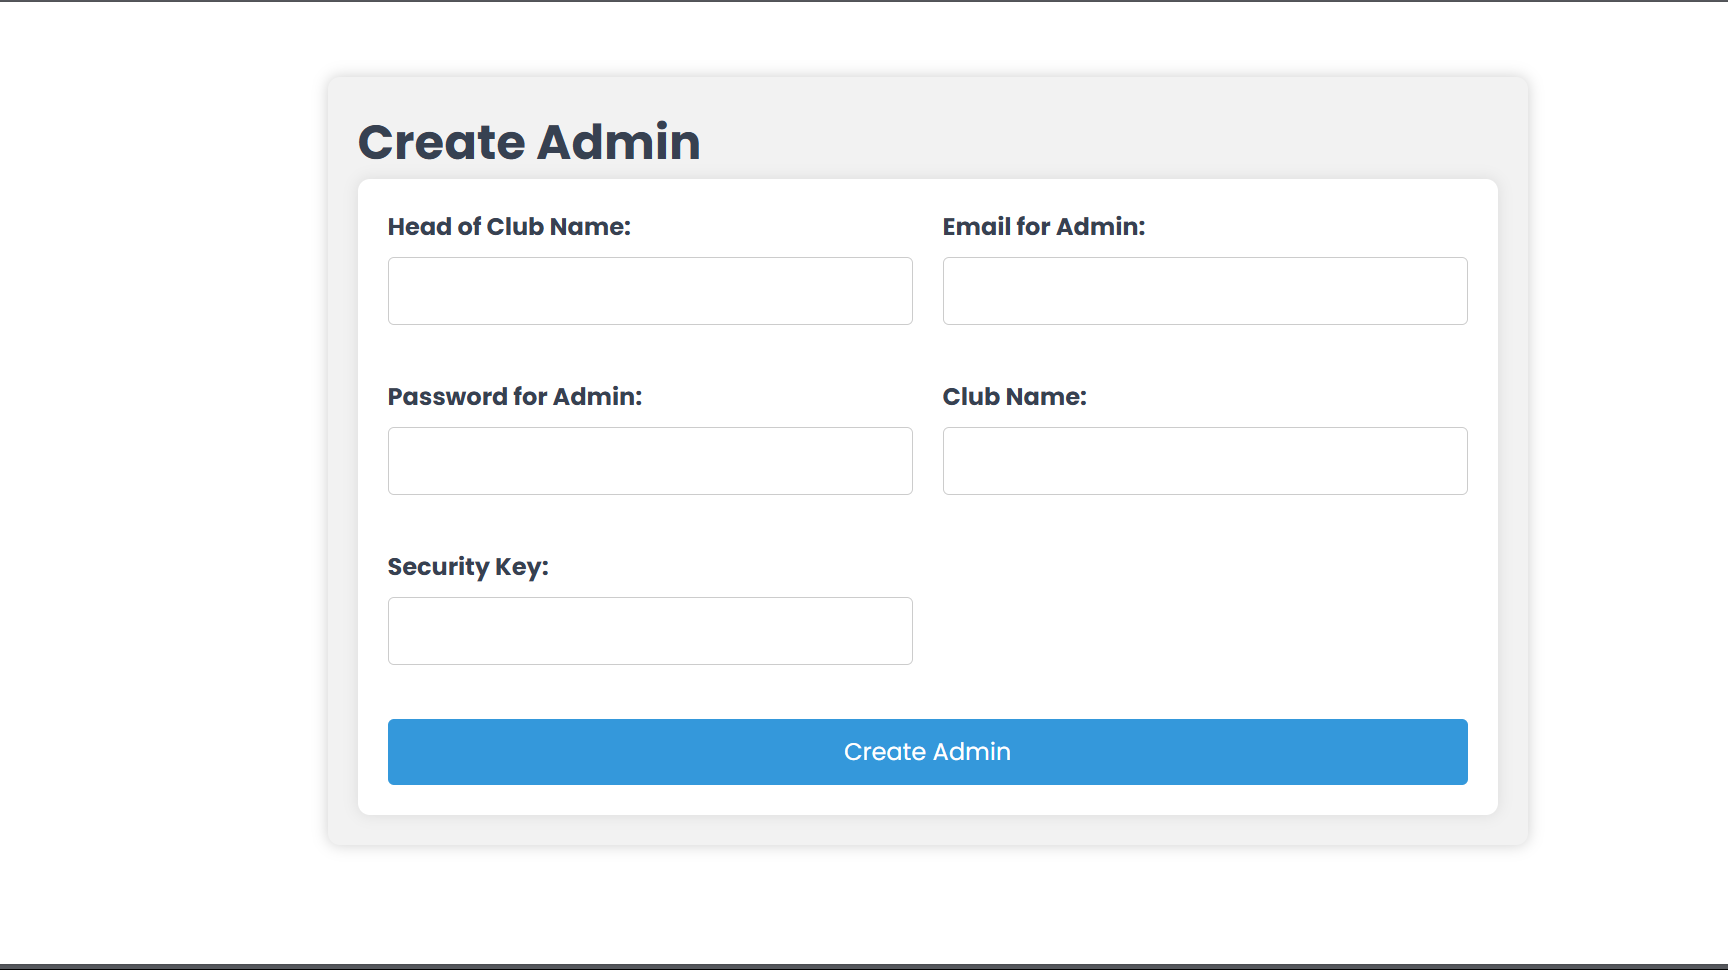 Create Admin
Head of Club Name:
Email for Admin:
Password for Admin:
Club Name:
Security Key:
Create Admin